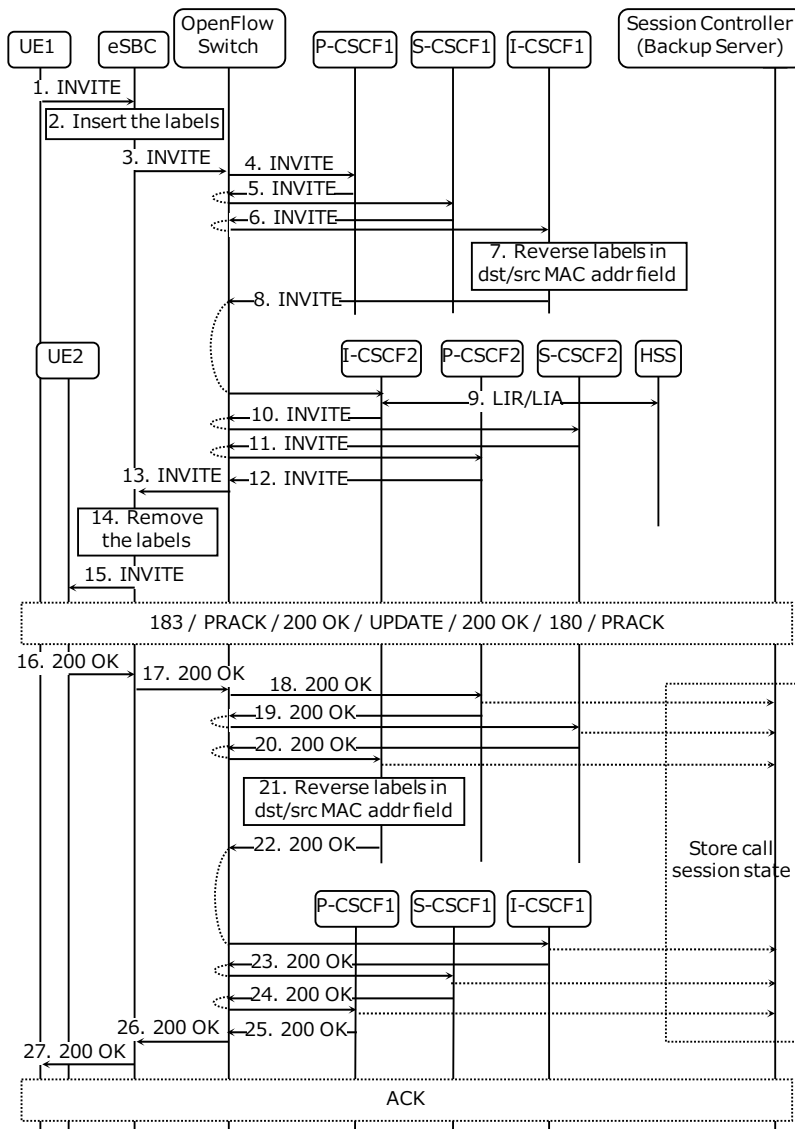 UE1
eSBC
OpenFlow
Switch
P-CSCF1
S-CSCF1
I-CSCF1
Session Controller
(Backup Server)
1. INVITE
2. Insert the labels
3. INVITE
4. INVITE
5. INVITE
6. INVITE
7. Reverse labels in
dst/src MAC addr field
8. INVITE
UE2
I-CSCF2
P-CSCF2
S-CSCF2
HSS
9. LIR/LIA
10. INVITE
11. INVITE
12. INVITE
13. INVITE
14. Remove
the labels
15. INVITE
183 / PRACK / 200 OK / UPDATE / 200 OK / 180 / PRACK
16. 200 OK
17. 200 OK
18. 200 OK
19. 200 OK
20. 200 OK
21. Reverse labels in
dst/src MAC addr field
22. 200 OK
Store call
session state
P-CSCF1
S-CSCF1
I-CSCF1
23. 200 OK
24. 200 OK
25. 200 OK
26. 200 OK
27. 200 OK
ACK